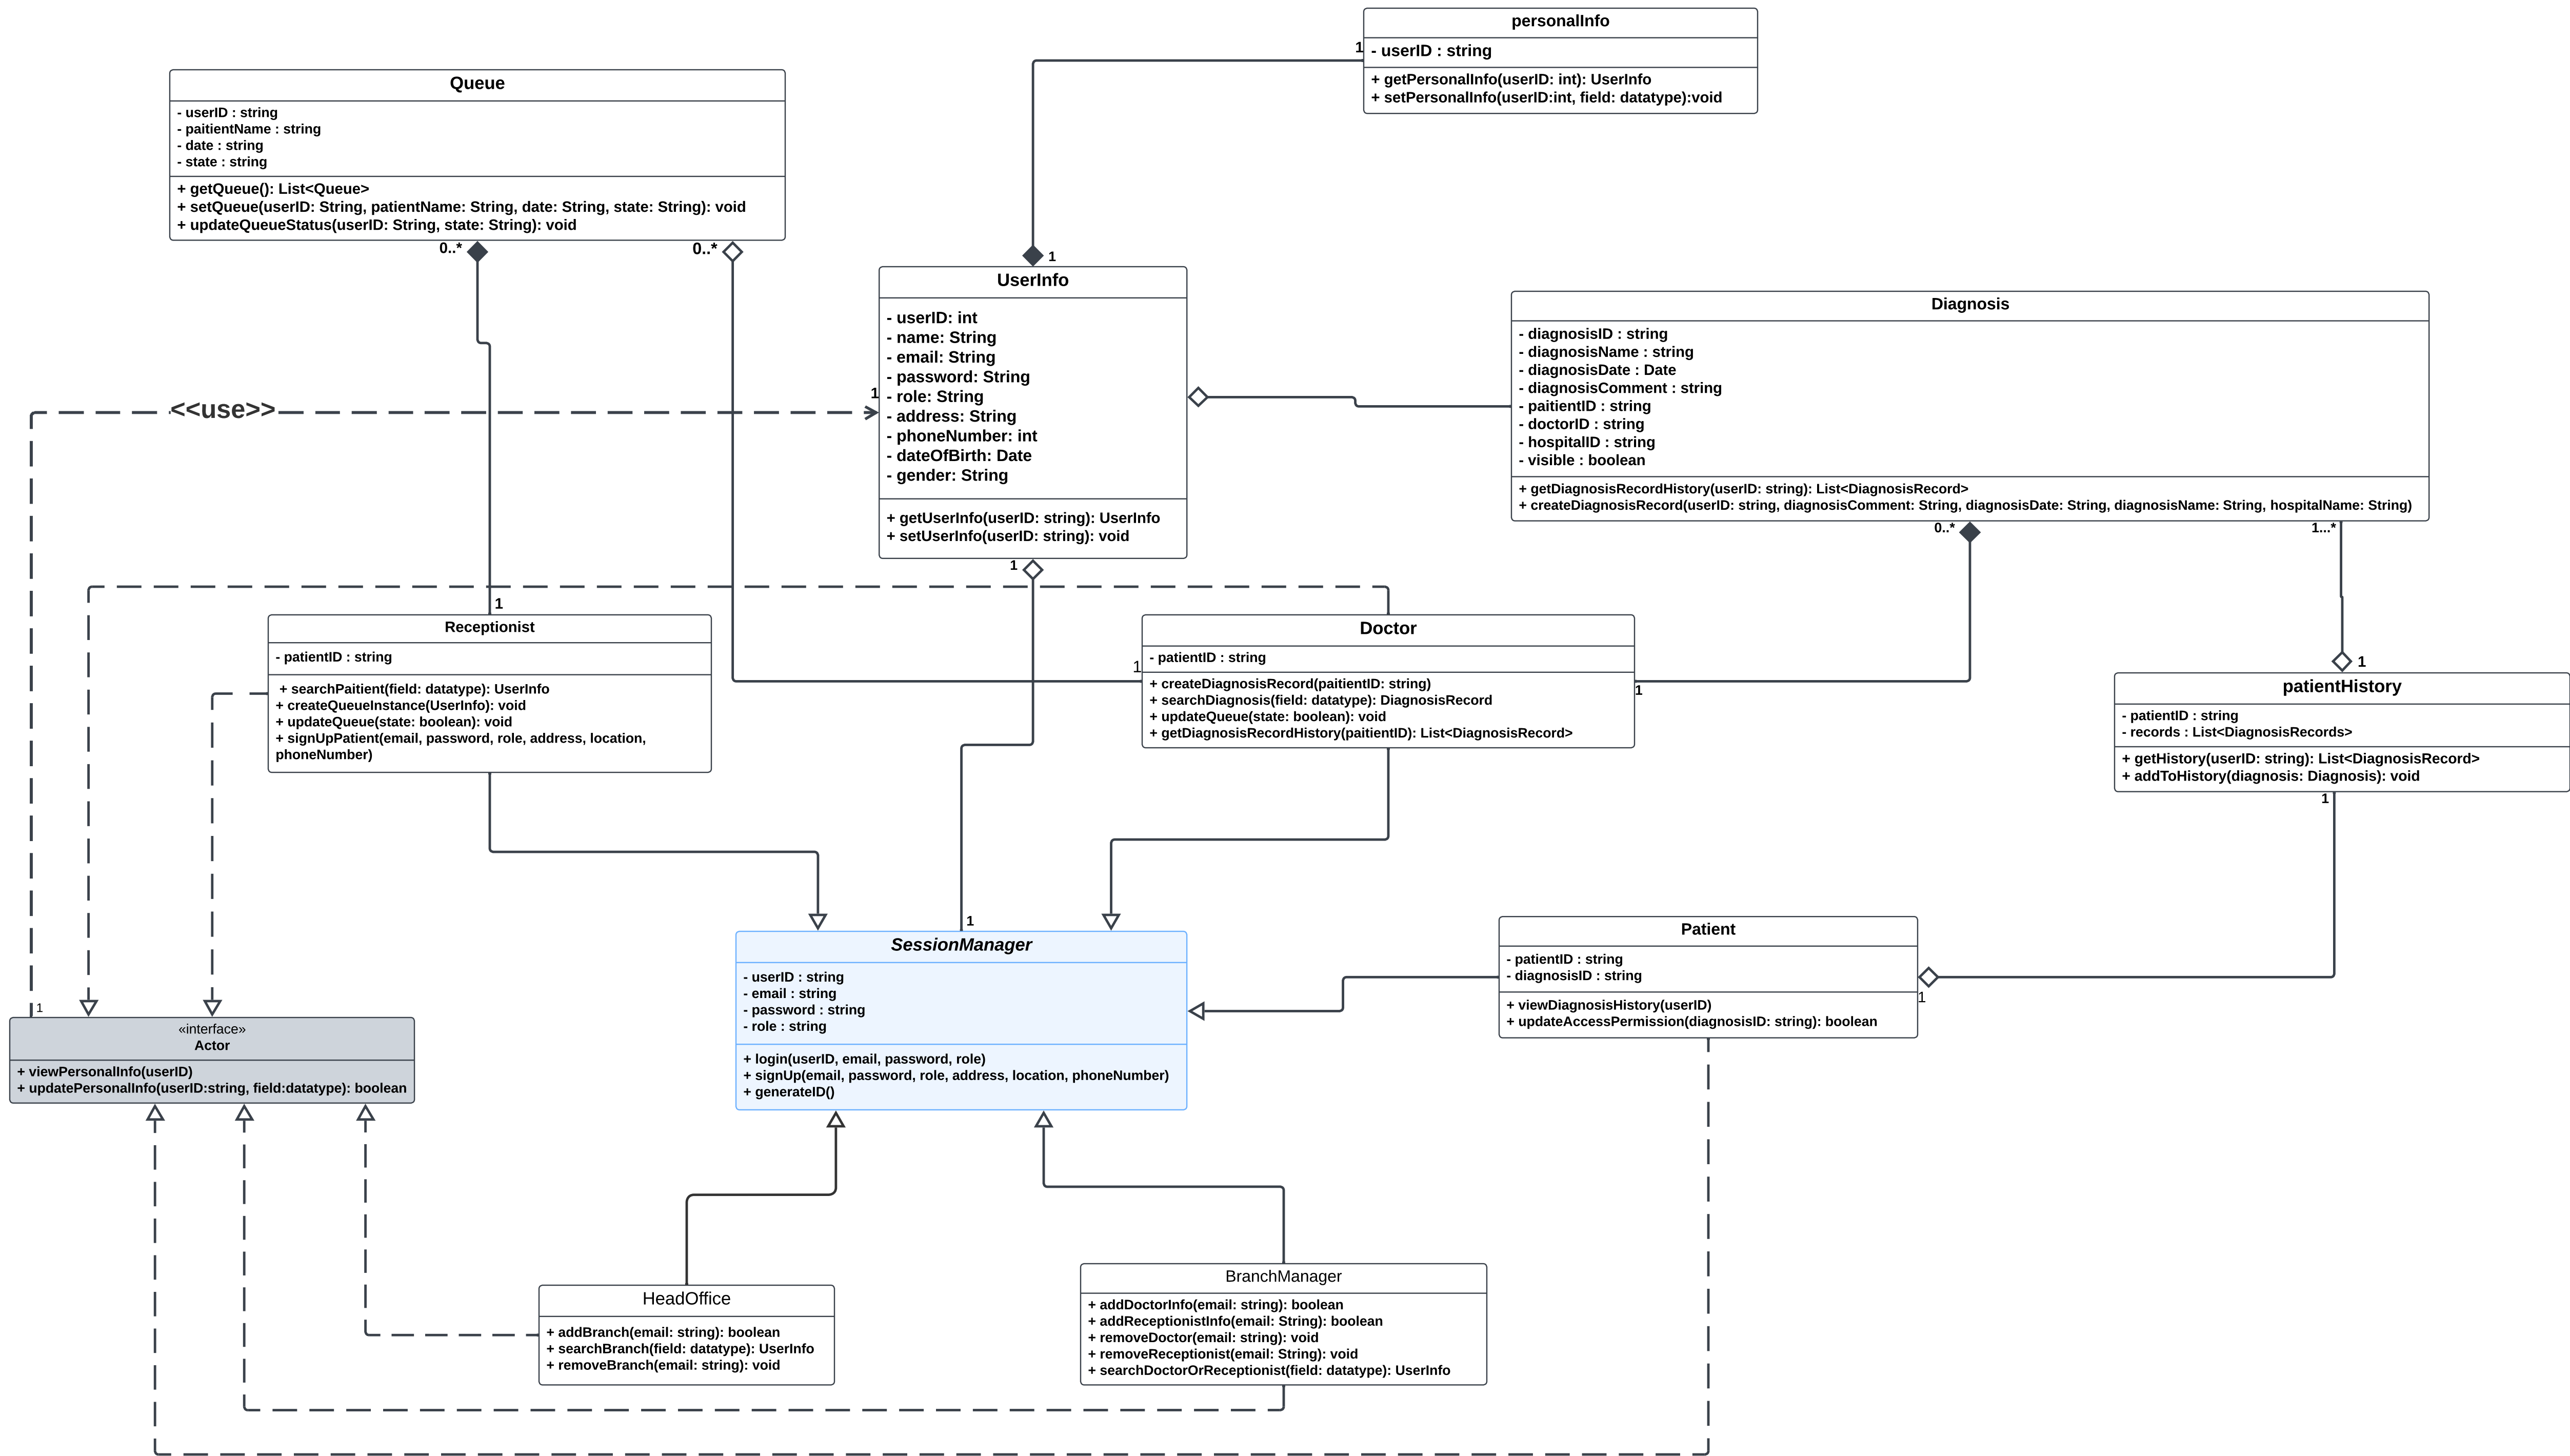 personalInfo
1
- userID : string
+ getPersonalInfo(userID: int): UserInfo
+ setPersonalInfo(userID:int, field: datatype):void
Queue
- userID : string
- paitientName : string
- date : string
- state : string
+ getQueue(): List<Queue>
+ setQueue(userID: String, patientName: String, date: String, state: String): void
+ updateQueueStatus(userID: String, state: String): void
0..*
0..*
1
UserInfo
- userID: int
- name: String
- email: String
- password: String
- role: String
- address: String
- phoneNumber: int
- dateOfBirth: Date
- gender: String
+ getUserInfo(userID: string): UserInfo
+ setUserInfo(userID: string): void
1
<<use>>
1
Diagnosis
- diagnosisID : string
- diagnosisName : string
- diagnosisDate : Date
- diagnosisComment : string
- paitientID : string
- doctorID : string
- hospitalID : string
- visible : boolean
+ getDiagnosisRecordHistory(userID: string): List<DiagnosisRecord>
+ createDiagnosisRecord(userID: string, diagnosisComment: String, diagnosisDate: String, diagnosisName: String, hospitalName: String)
0..*
1...*
1
Receptionist
- patientID : string
+ searchPaitient(field: datatype): UserInfo
+ createQueueInstance(UserInfo): void
+ updateQueue(state: boolean): void
+ signUpPatient(email, password, role, address, location,
phoneNumber)
1
Doctor
- patientID : string
+ createDiagnosisRecord(paitientID: string)
+ searchDiagnosis(field: datatype): DiagnosisRecord
+ updateQueue(state: boolean): void
+ getDiagnosisRecordHistory(paitientID): List<DiagnosisRecord>
1
1
patientHistory
- patientID : string
- records : List<DiagnosisRecords>
+ getHistory(userID: string): List<DiagnosisRecord>
+ addToHistory(diagnosis: Diagnosis): void
1
1
SessionManager
- userID : string
- email : string
- password : string
- role : string
+ login(userID, email, password, role)
+ signUp(email, password, role, address, location, phoneNumber)
+ generateID()
Patient
- patientID : string
- diagnosisID : string
+ viewDiagnosisHistory(userID)
+ updateAccessPermission(diagnosisID: string): boolean
1
1
«interface»
Actor
+ viewPersonalInfo(userID)
+ updatePersonalInfo(userID:string, field:datatype): boolean
HeadOffice
+ addBranch(email: string): boolean
+ searchBranch(field: datatype): UserInfo
+ removeBranch(email: string): void
BranchManager
+ addDoctorInfo(email: string): boolean
+ addReceptionistInfo(email: String): boolean
+ removeDoctor(email: string): void
+ removeReceptionist(email: String): void
+ searchDoctorOrReceptionist(field: datatype): UserInfo